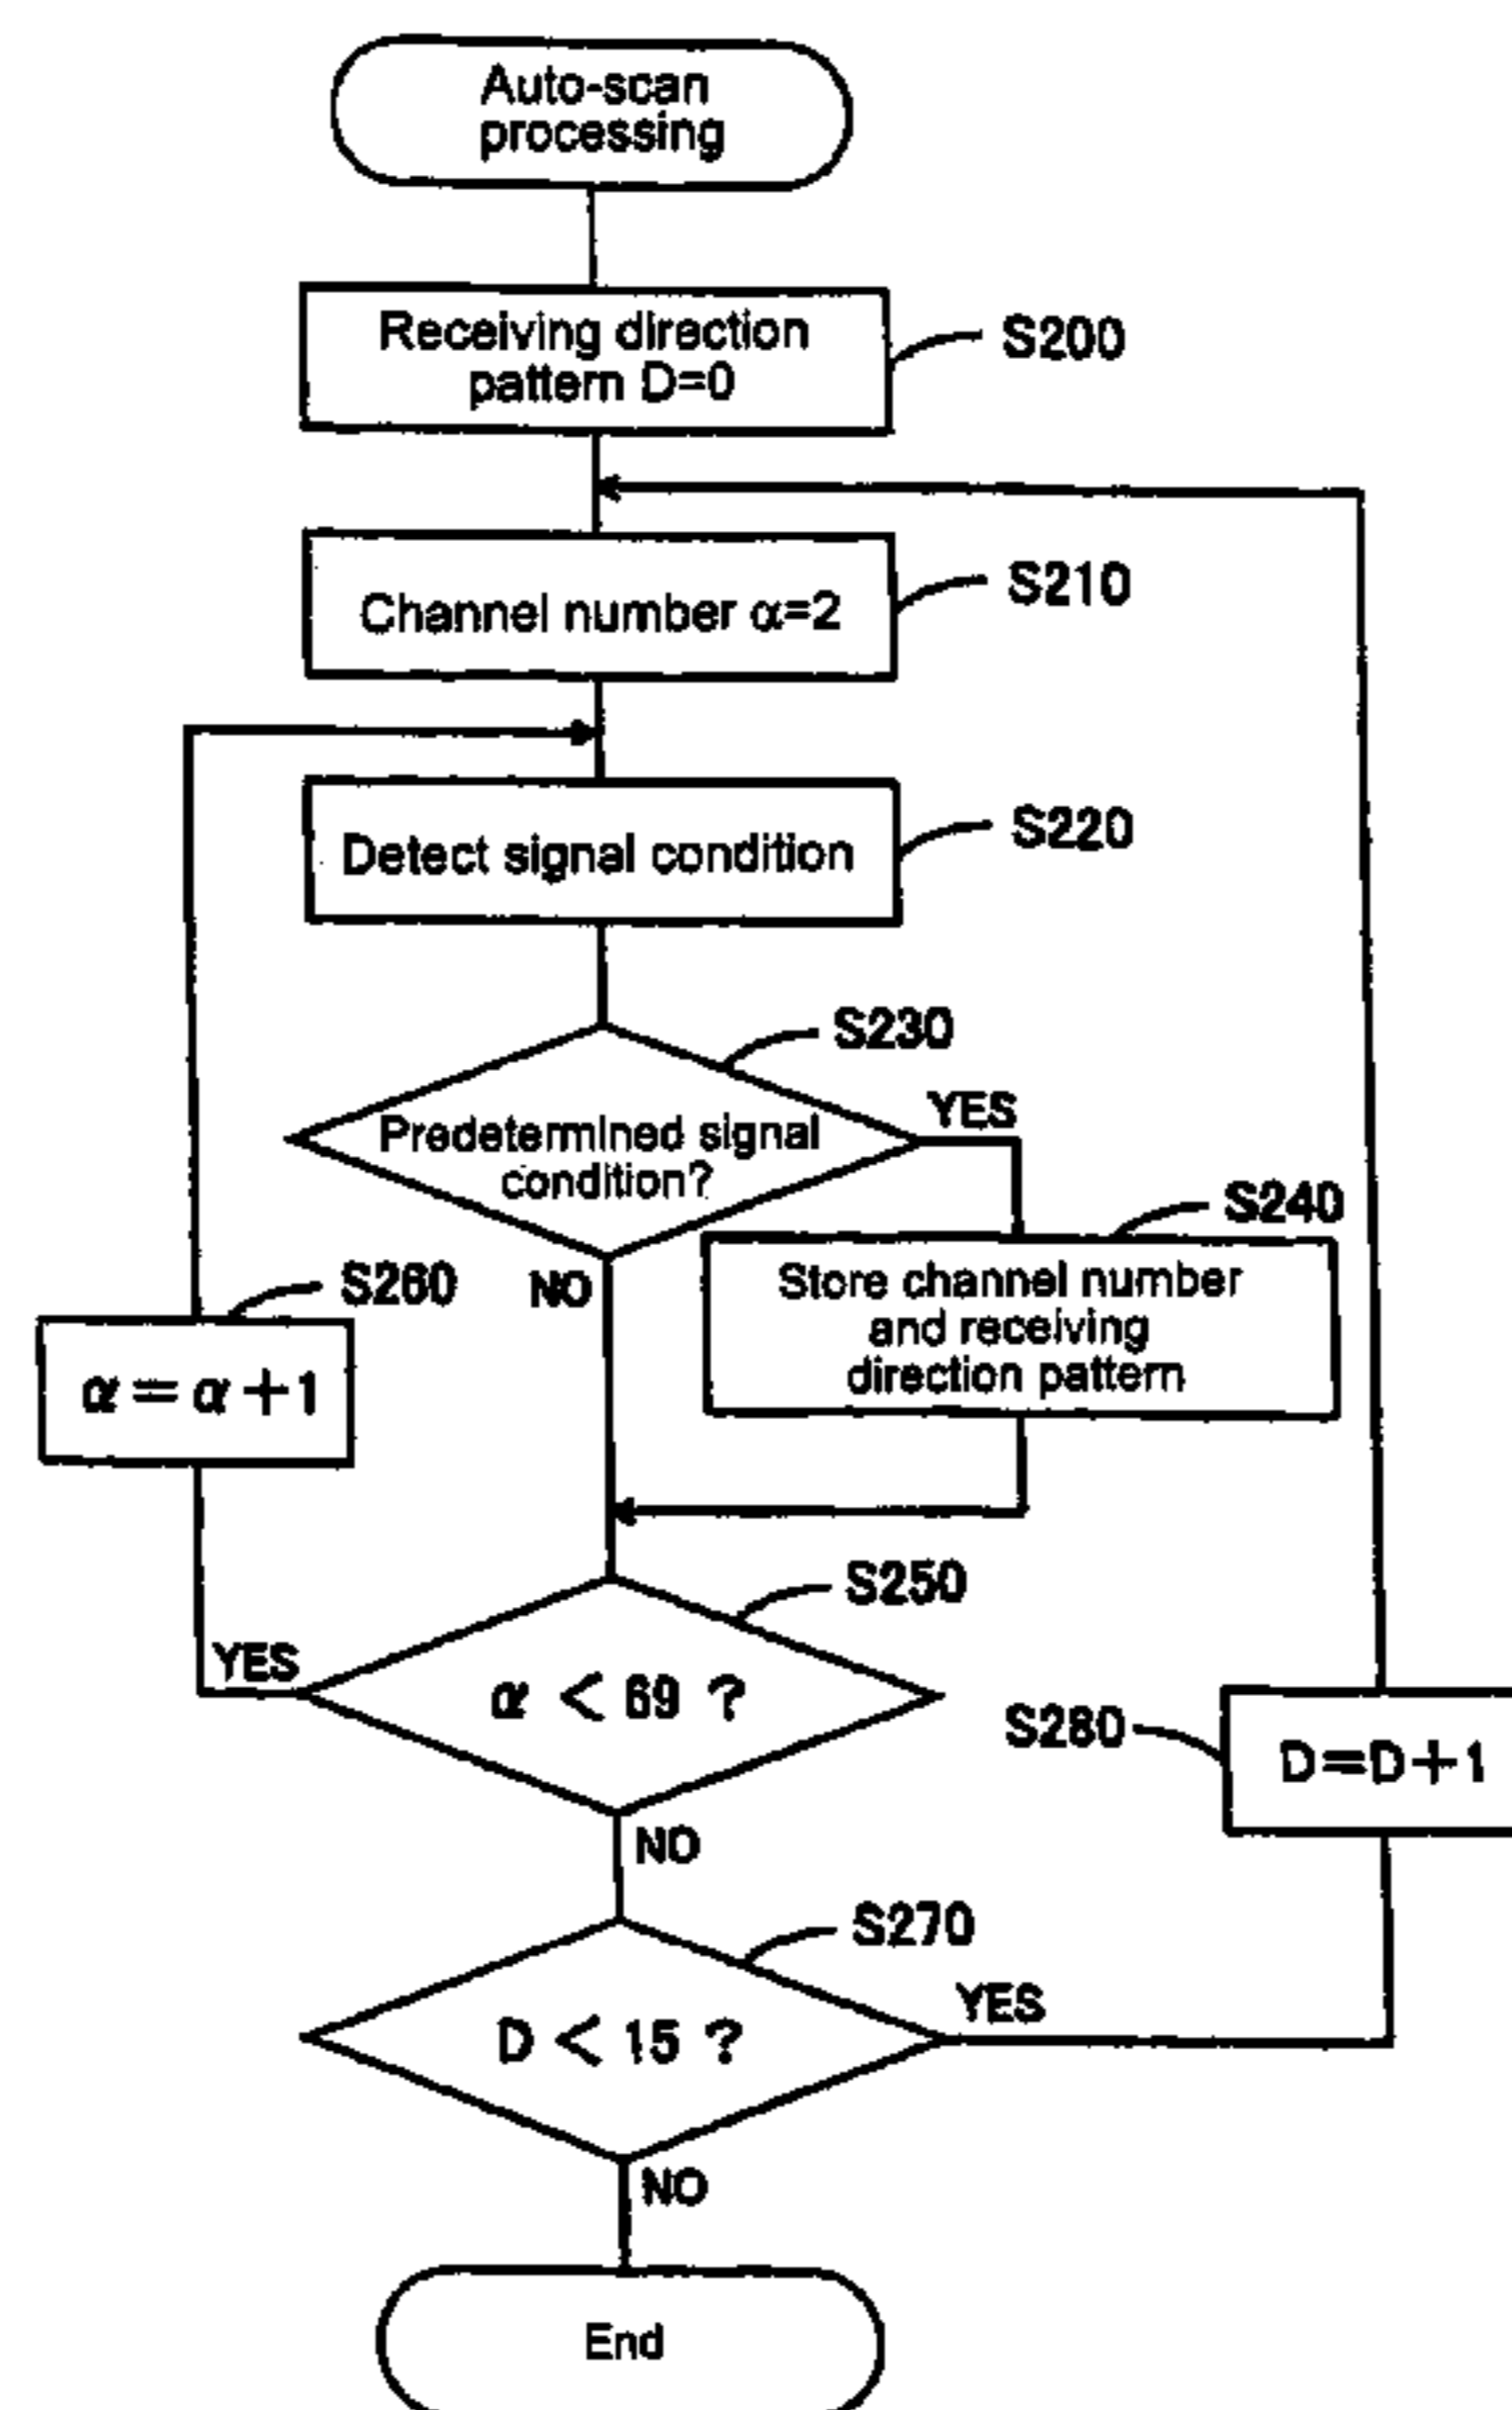 Auto-scan
processing
Receiving direction
pattern D=0
S200
Channel number α=2
S210
Detect signal condition
S220
S230
Predetermined signal
condition?
YES
NO
S240
Store channel number
and receiving
direction pattern
S260
α=α+1
S250
α < 69 ?
YES
NO
S280
D=D+1
S270
D < 15 ?
YES
NO
End